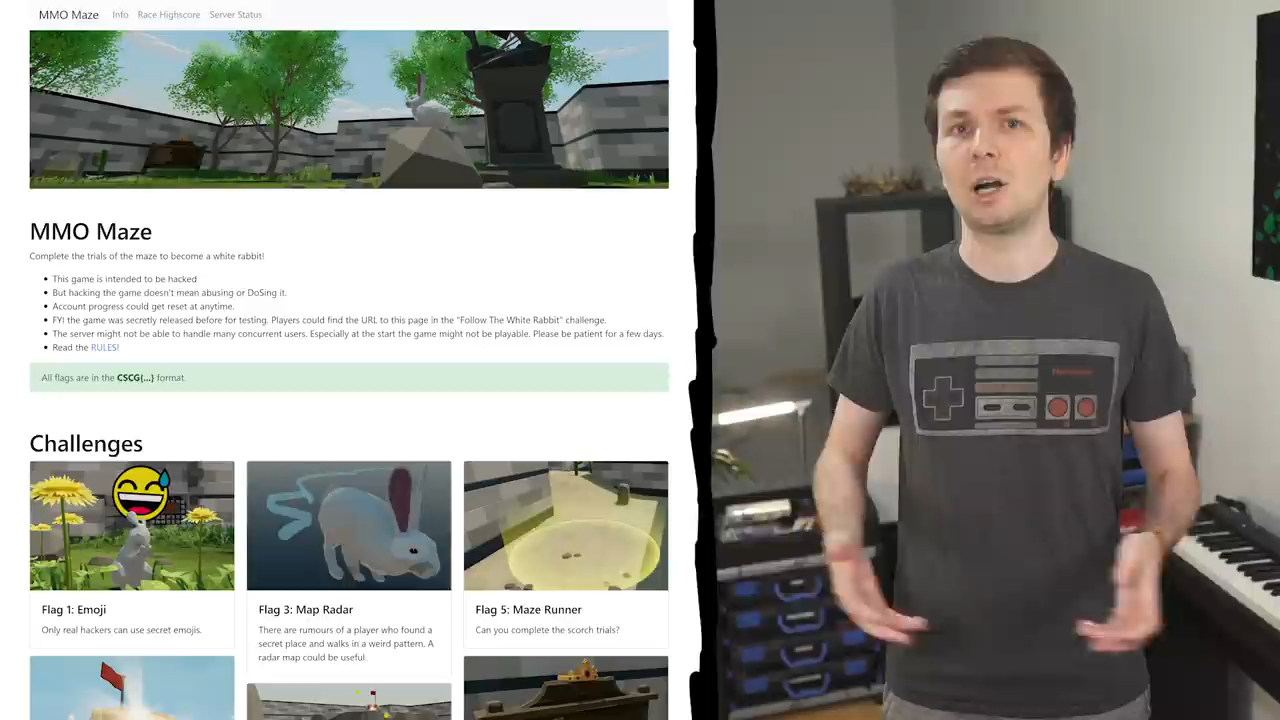 MMO Maze Info Race Highscore Server Status
MMO Maze
Complete the trials of the maze to become a white rabbit!
This game is intended to be hacked
But hacking the game doesn't mean abusing or DoSing it.
Account progress could get reset at anytime.
FYI the game was secretly released before for testing. Players could find the URL to this page in the "Follow The White Rabbit" challenge.
The server might not be able to handle many concurrent users. Especially at the start the game might not be playable. Please be patient for a few days.
Read the RULES!
All flags are in the CSCG{...} format.
Challenges
Flag 1: Emoji
Only real hackers can use secret emojis.
Flag 3: Map Radar
There are rumours of a player who found a
secret place and walks in a weird pattern. A
radar map could be useful.
Flag 5: Maze Runner
Can you complete the scorch trials?
Nintendo